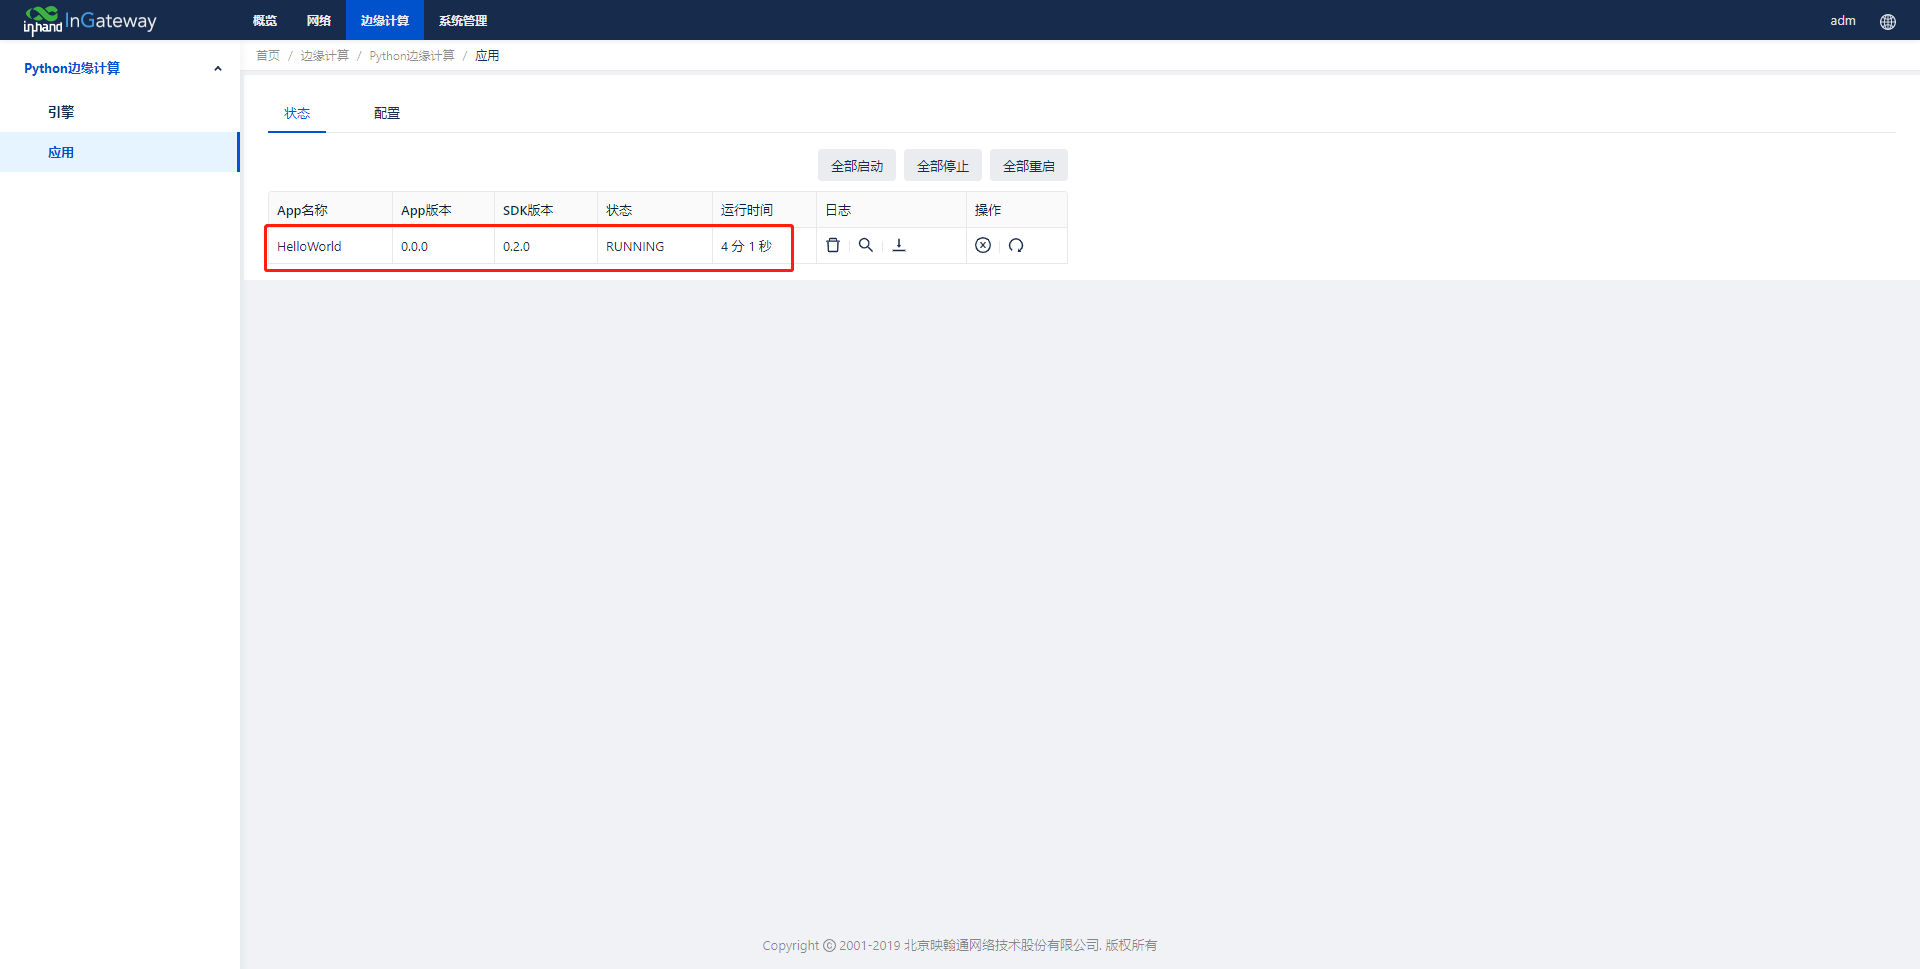 inhand InGateway 概览 网络 边缘计算 系统管理 adm
Python边缘计算
引擎
应用
首页 / 边缘计算 / Python边缘计算 / 应用
状态 配置
全部启动 全部停止 全部重启
App名称 App版本 SDK版本 状态 运行时间 日志 操作
HelloWorld 0.0.0 0.2.0 RUNNING 4 分 1 秒
Copyright © 2001-2019 北京映翰通网络技术股份有限公司. 版权所有